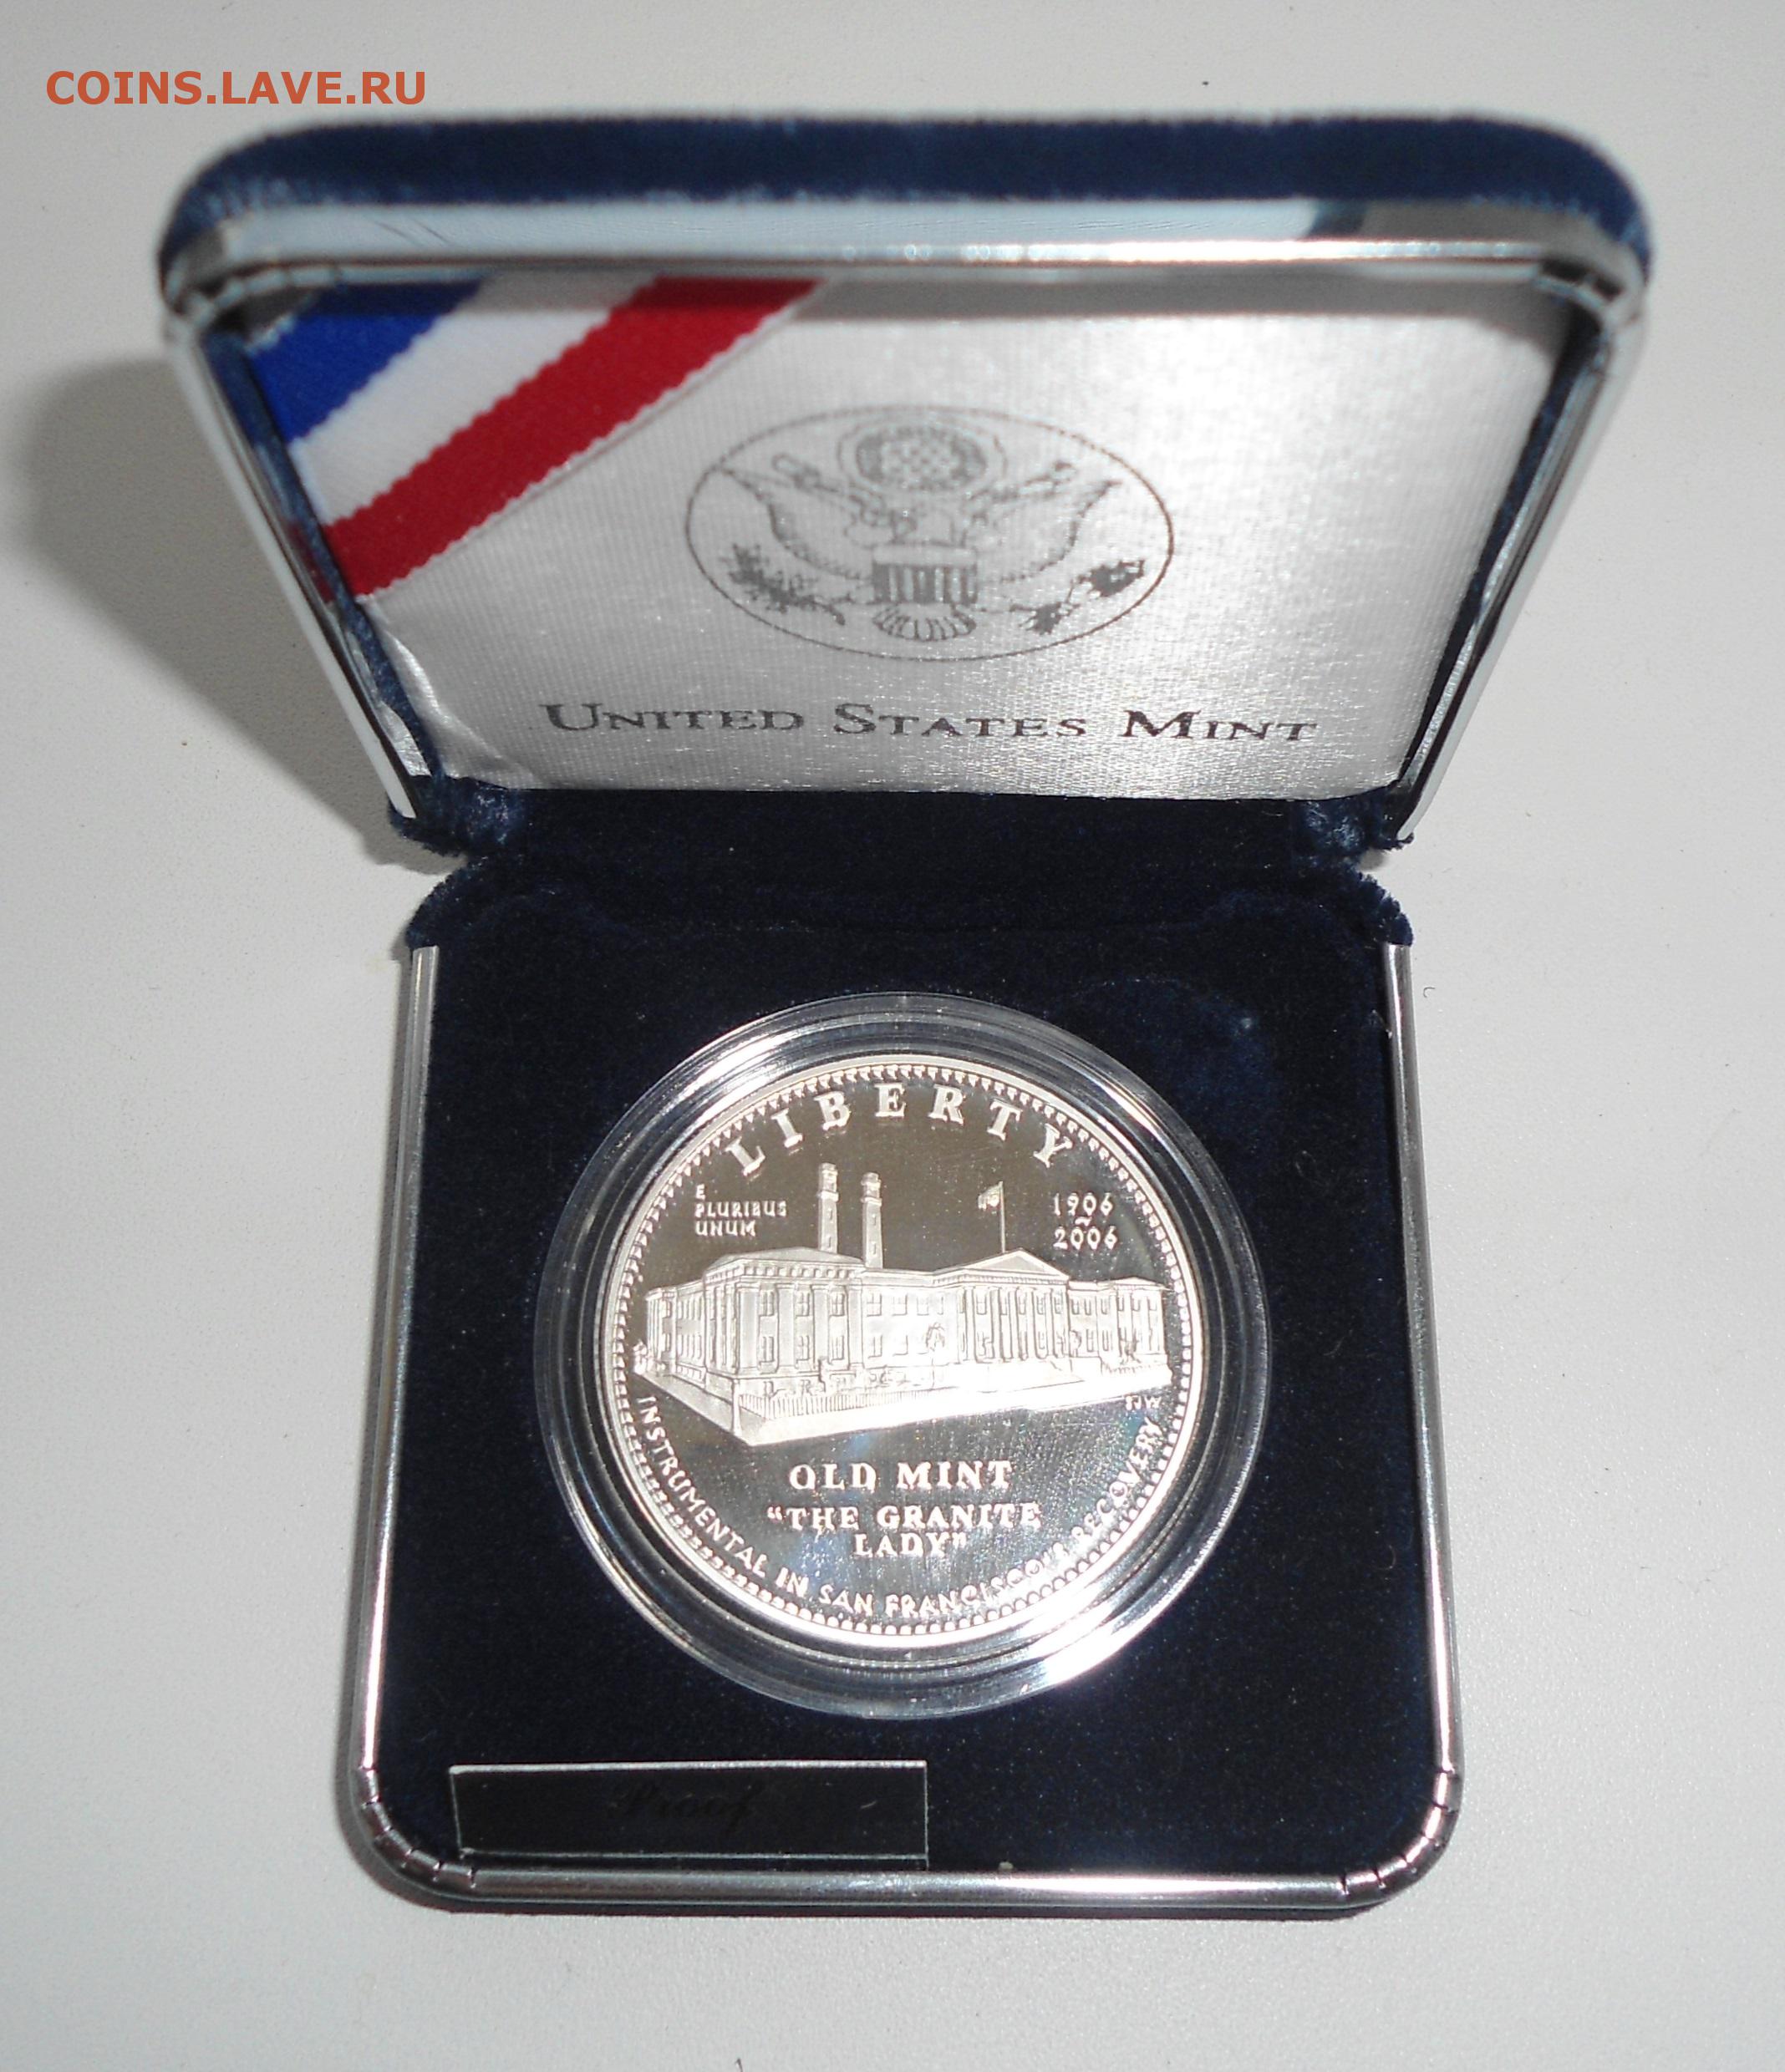 COINS.LAVE.RU
UNITED STATES MINT
LIBERTY
E
PLURIBUS
UNUM
1906
~
2006
SJW
OLD MINT
"THE GRANITE
LADY"
INSTRUMENTAL IN SAN FRANCISCO'S RECOVERY
Proof